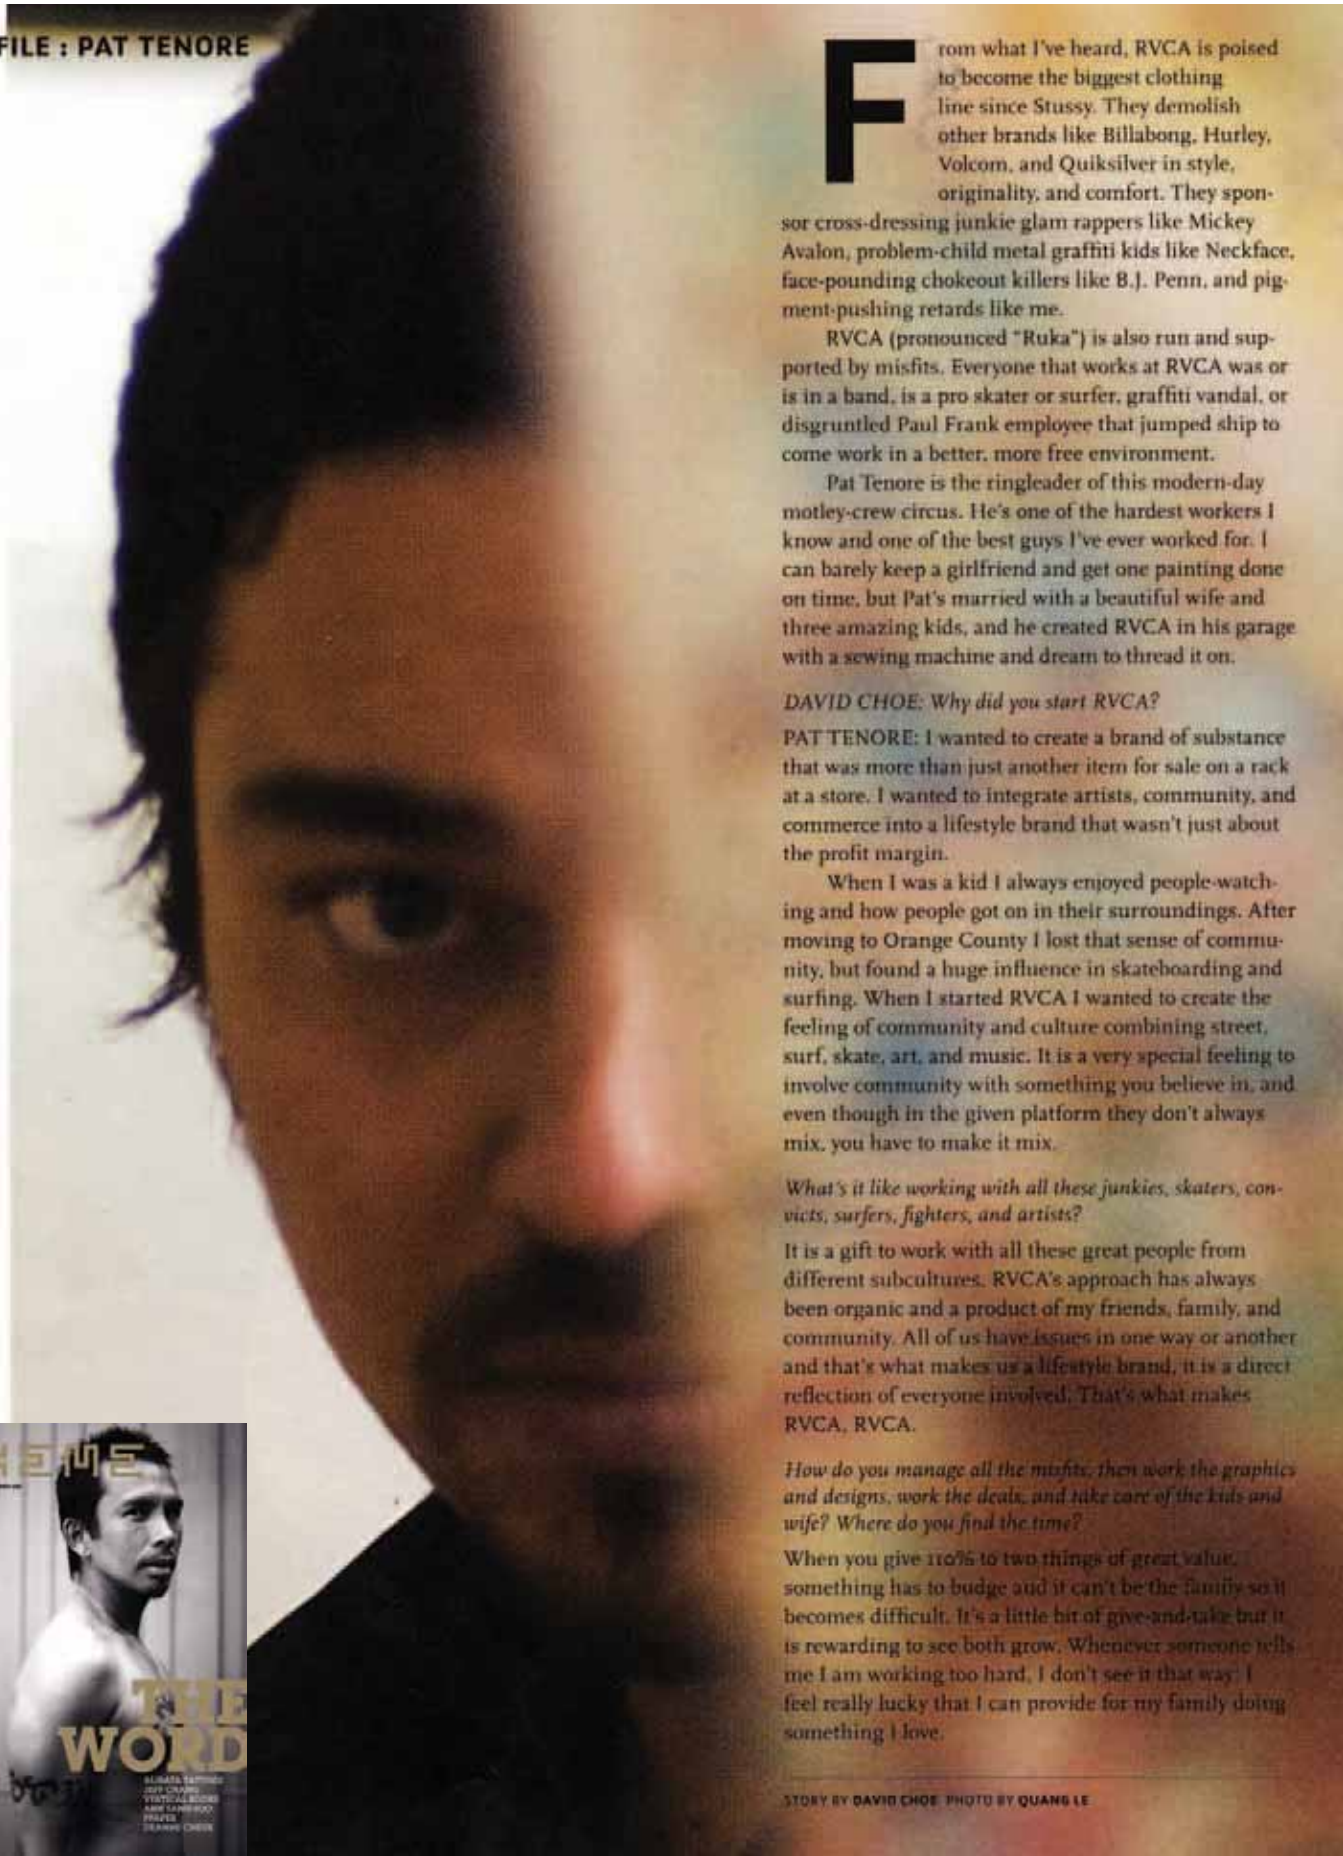 FILE : PAT TENORE
From what I've heard, RVCA is poised
to become the biggest clothing
line since Stussy. They demolish
other brands like Billabong, Hurley,
Volcom, and Quiksilver in style,
originality, and comfort. They spon-
sor cross-dressing junkie glam rappers like Mickey
Avalon, problem-child metal graffiti kids like Neckface,
face-pounding chokeout killers like B.J. Penn, and pig-
ment-pushing retards like me.
RVCA (pronounced "Ruka") is also run and sup-
ported by misfits. Everyone that works at RVCA was or
is in a band, is a pro skater or surfer, graffiti vandal, or
disgruntled Paul Frank employee that jumped ship to
come work in a better, more free environment.
Pat Tenore is the ringleader of this modern-day
motley-crew circus. He's one of the hardest workers I
know and one of the best guys I've ever worked for. I
can barely keep a girlfriend and get one painting done
on time, but Pat's married with a beautiful wife and
three amazing kids, and he created RVCA in his garage
with a sewing machine and dream to thread it on.
DAVID CHOE: Why did you start RVCA?
PAT TENORE: I wanted to create a brand of substance
that was more than just another item for sale on a rack
at a store. I wanted to integrate artists, community, and
commerce into a lifestyle brand that wasn't just about
the profit margin.
When I was a kid I always enjoyed people-watch-
ing and how people got on in their surroundings. After
moving to Orange County I lost that sense of commu-
nity, but found a huge influence in skateboarding and
surfing. When I started RVCA I wanted to create the
feeling of community and culture combining street,
surf, skate, art, and music. It is a very special feeling to
involve community with something you believe in, and
even though in the given platform they don't always
mix, you have to make it mix.
What's it like working with all these junkies, skaters, con-
victs, surfers, fighters, and artists?
It is a gift to work with all these great people from
different subcultures. RVCA's approach has always
been organic and a product of my friends, family, and
community. All of us have issues in one way or another
and that's what makes us a lifestyle brand, it is a direct
reflection of everyone involved. That's what makes
RVCA, RVCA.
How do you manage all the misfits, then work the graphics
and designs, work the deals, and take care of the kids and
wife? Where do you find the time?
When you give 110% to two things of great value,
something has to budge and it can't be the family so it
becomes difficult. It's a little bit of give-and-take but it
is rewarding to see both grow. Whenever someone tells
me I am working too hard, I don't see it that way; I
feel really lucky that I can provide for my family doing
something I love.
STORY BY DAVID CHOE PHOTO BY QUANG LE
HEME
THE
WORD
JEFF CHANG